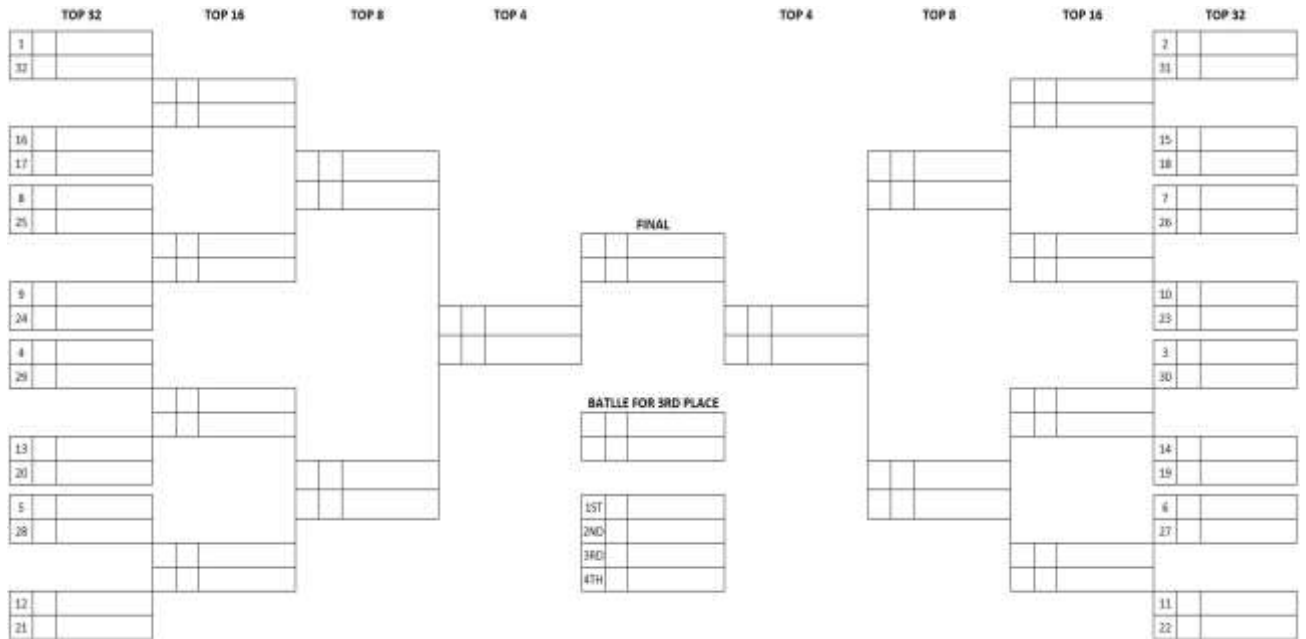 TOP 32 TOP 16 TOP 8 TOP 4 TOP 4 TOP 8 TOP 16 TOP 32
1 2
32 31
16 15
17 18
8 7
25 26
FINAL
9 10
24 23
4 3
29 30
BATLLE FOR 3RD PLACE
13 14
20 19
5 1ST 6
28 2ND 27
3RD
4TH
12 11
21 22